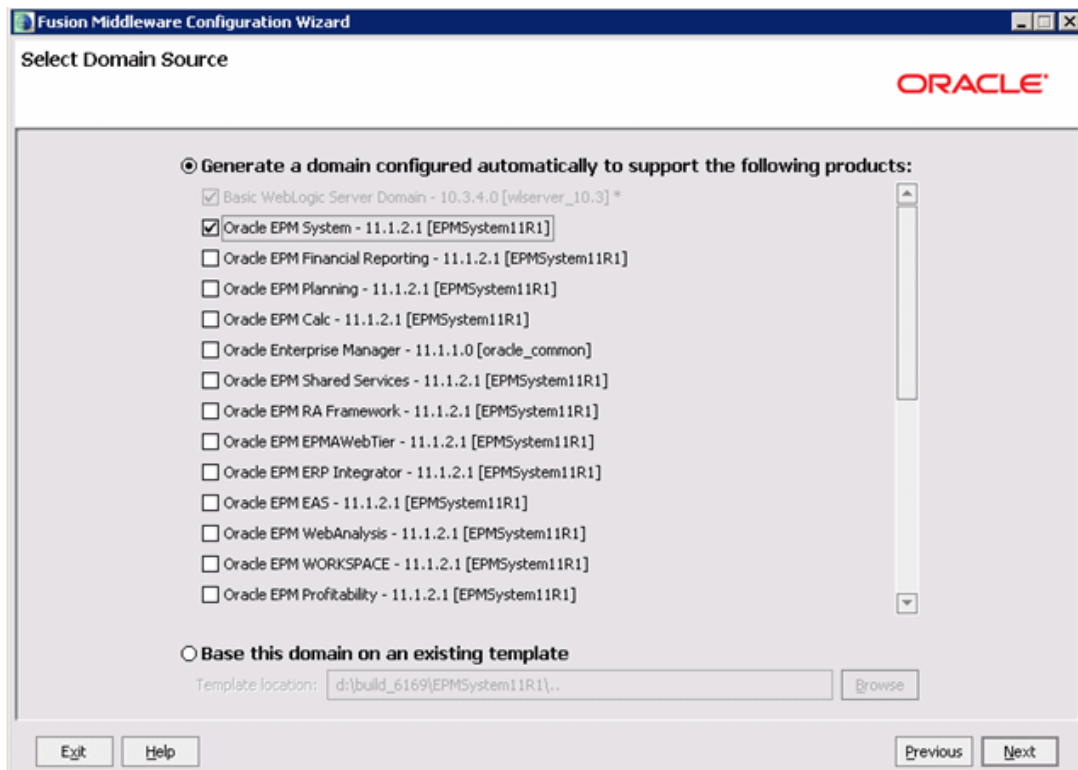 Fusion Middleware Configuration Wizard
Select Domain Source
ORACLE
Generate a domain configured automatically to support the following products:
Basic WebLogic Server Domain - 10.3.4.0 [wlserver_10.3] *
Oracle EPM System - 11.1.2.1 [EPMSystem11R1]
Oracle EPM Financial Reporting - 11.1.2.1 [EPMSystem11R1]
Oracle EPM Planning - 11.1.2.1 [EPMSystem11R1]
Oracle EPM Calc - 11.1.2.1 [EPMSystem11R1]
Oracle Enterprise Manager - 11.1.1.0 [oracle_common]
Oracle EPM Shared Services - 11.1.2.1 [EPMSystem11R1]
Oracle EPM RA Framework - 11.1.2.1 [EPMSystem11R1]
Oracle EPM EPMAWebTier - 11.1.2.1 [EPMSystem11R1]
Oracle EPM ERP Integrator - 11.1.2.1 [EPMSystem11R1]
Oracle EPM EAS - 11.1.2.1 [EPMSystem11R1]
Oracle EPM WebAnalysis - 11.1.2.1 [EPMSystem11R1]
Oracle EPM WORKSPACE - 11.1.2.1 [EPMSystem11R1]
Oracle EPM Profitability - 11.1.2.1 [EPMSystem11R1]
Base this domain on an existing template
Template location: d:\build_6169\EPMSystem11R1\.. Browse
Exit Help Previous Next